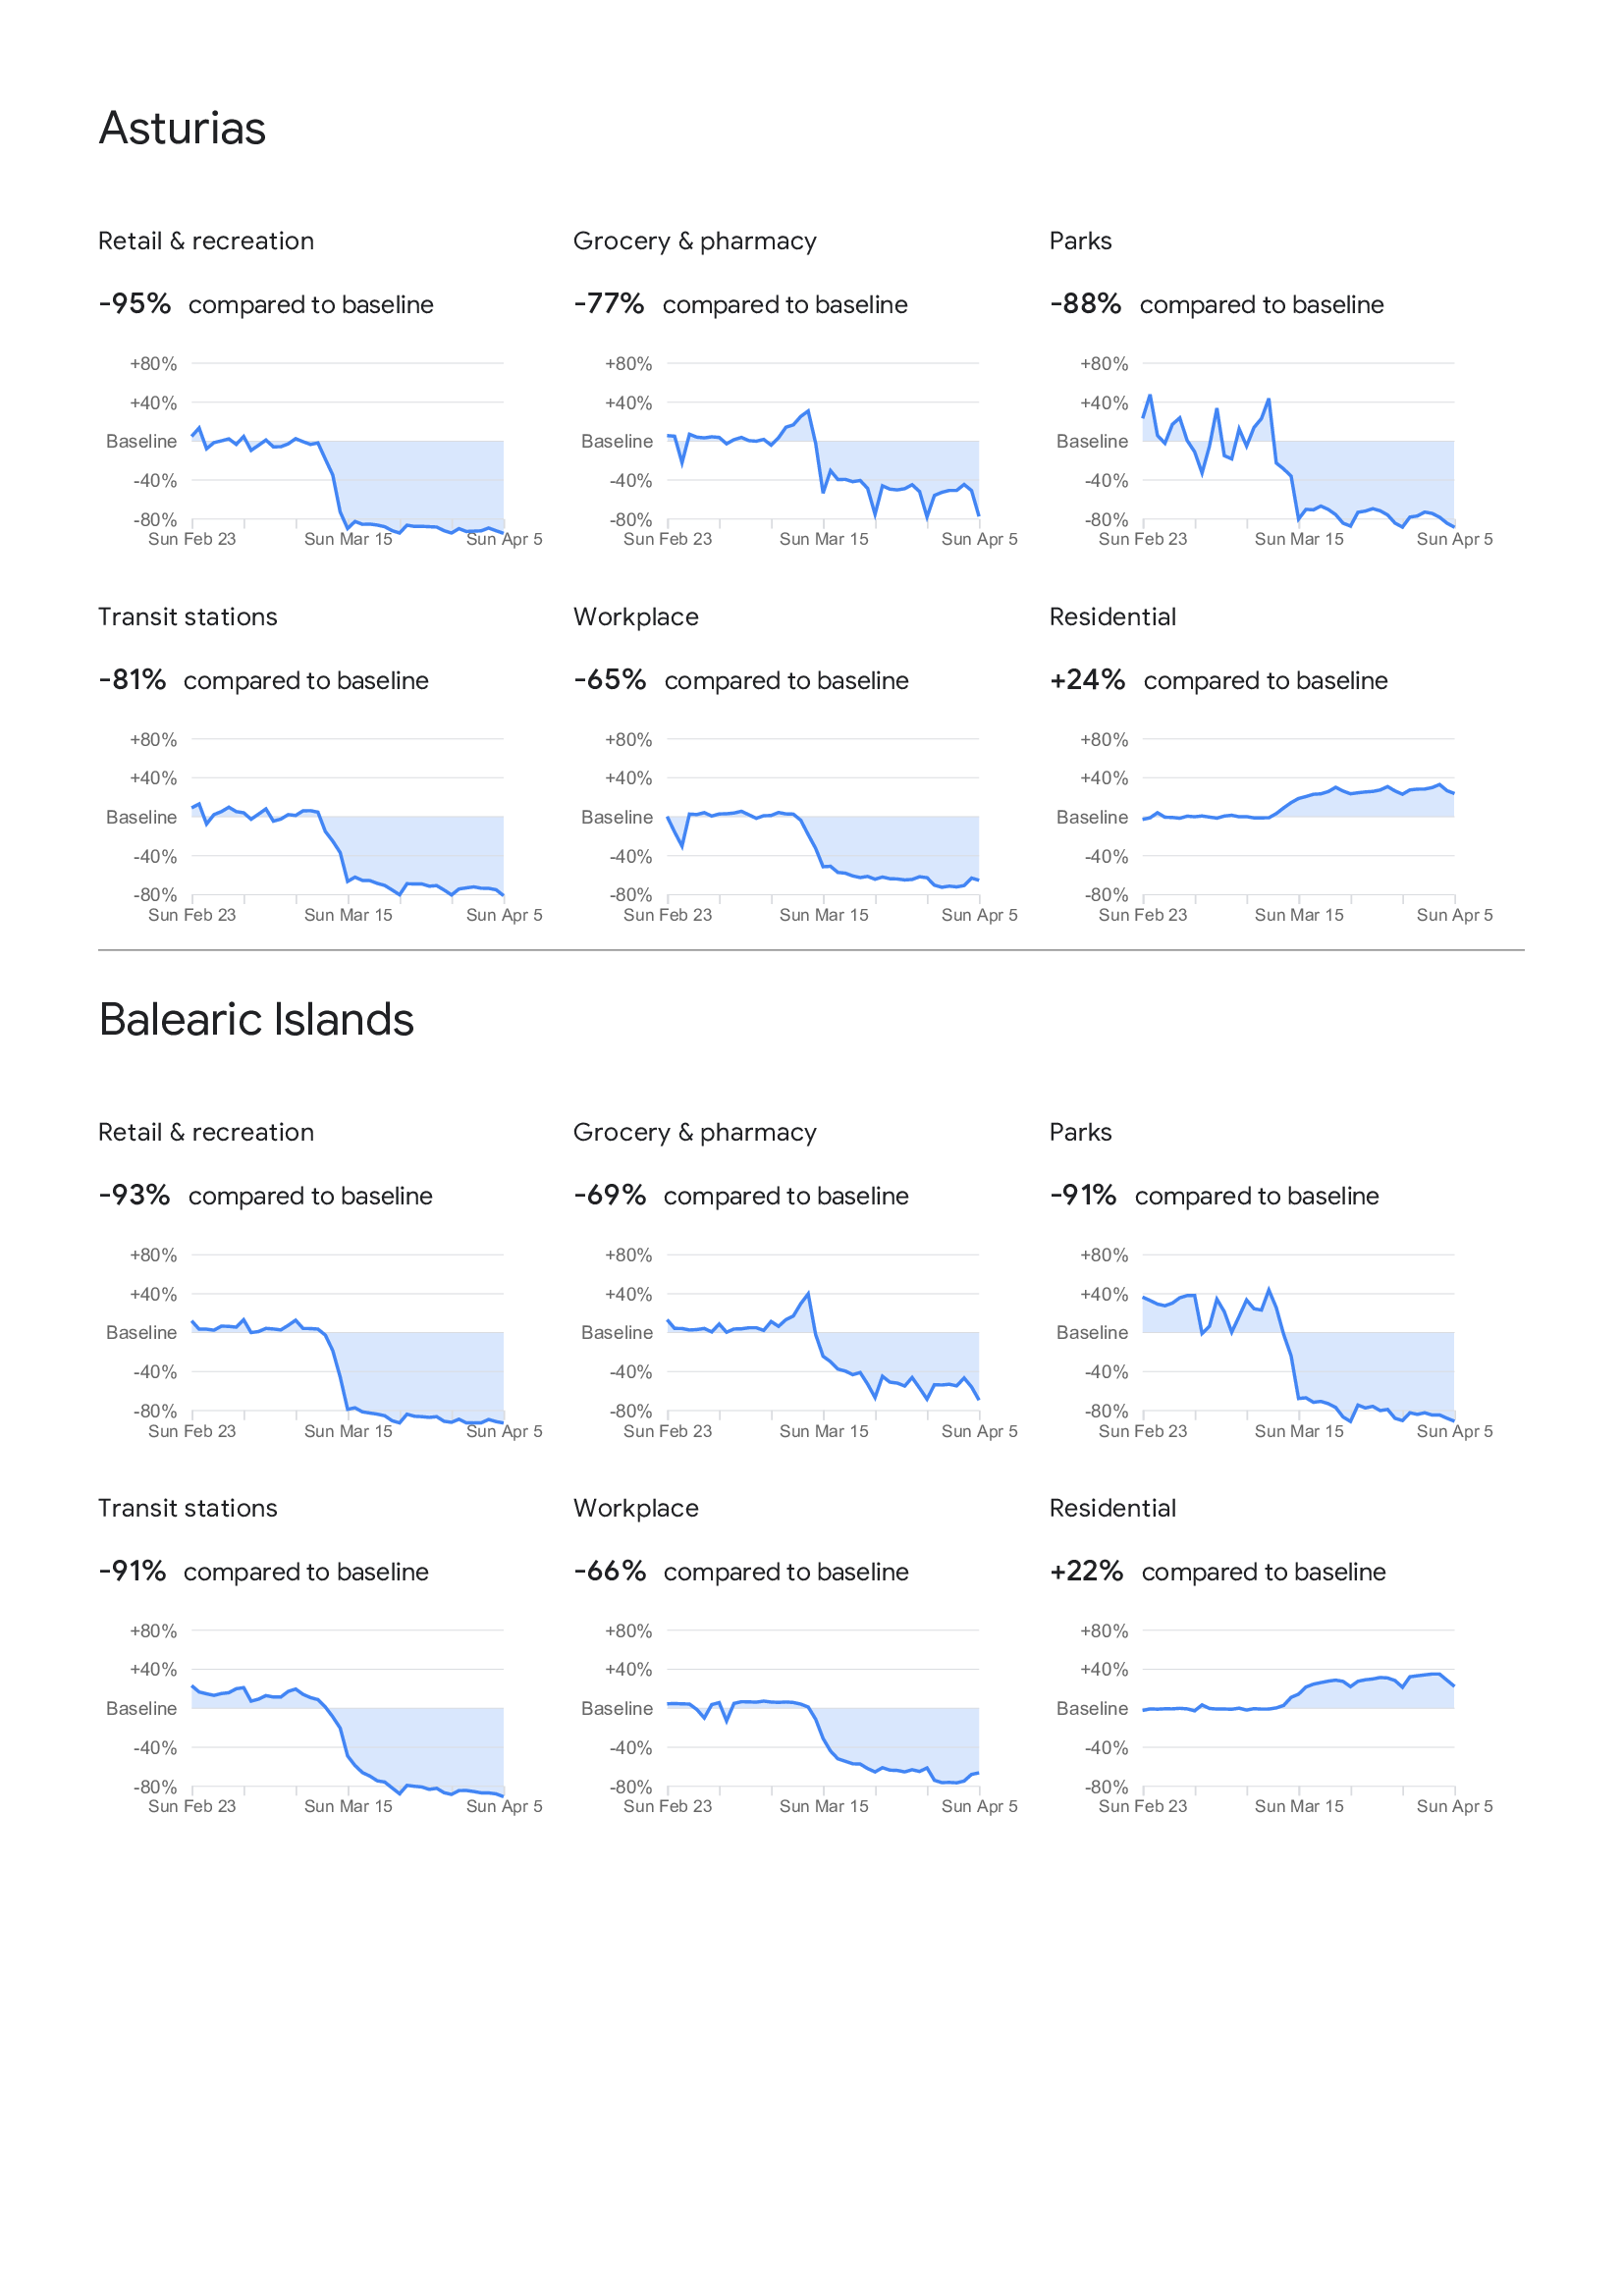 Asturias
Retail & recreation
-95% compared to baseline
+80%
+40%
Baseline
-40%
-80%
Sun Feb 23 Sun Mar 15 Sun Apr 5
Grocery & pharmacy
-77% compared to baseline
+80%
+40%
Baseline
-40%
-80%
Sun Feb 23 Sun Mar 15 Sun Apr 5
Parks
-88% compared to baseline
+80%
+40%
Baseline
-40%
-80%
Sun Feb 23 Sun Mar 15 Sun Apr 5
Transit stations
-81% compared to baseline
+80%
+40%
Baseline
-40%
-80%
Sun Feb 23 Sun Mar 15 Sun Apr 5
Workplace
-65% compared to baseline
+80%
+40%
Baseline
-40%
-80%
Sun Feb 23 Sun Mar 15 Sun Apr 5
Residential
+24% compared to baseline
+80%
+40%
Baseline
-40%
-80%
Sun Feb 23 Sun Mar 15 Sun Apr 5
Balearic Islands
Retail & recreation
-93% compared to baseline
+80%
+40%
Baseline
-40%
-80%
Sun Feb 23 Sun Mar 15 Sun Apr 5
Grocery & pharmacy
-69% compared to baseline
+80%
+40%
Baseline
-40%
-80%
Sun Feb 23 Sun Mar 15 Sun Apr 5
Parks
-91% compared to baseline
+80%
+40%
Baseline
-40%
-80%
Sun Feb 23 Sun Mar 15 Sun Apr 5
Transit stations
-91% compared to baseline
+80%
+40%
Baseline
-40%
-80%
Sun Feb 23 Sun Mar 15 Sun Apr 5
Workplace
-66% compared to baseline
+80%
+40%
Baseline
-40%
-80%
Sun Feb 23 Sun Mar 15 Sun Apr 5
Residential
+22% compared to baseline
+80%
+40%
Baseline
-40%
-80%
Sun Feb 23 Sun Mar 15 Sun Apr 5